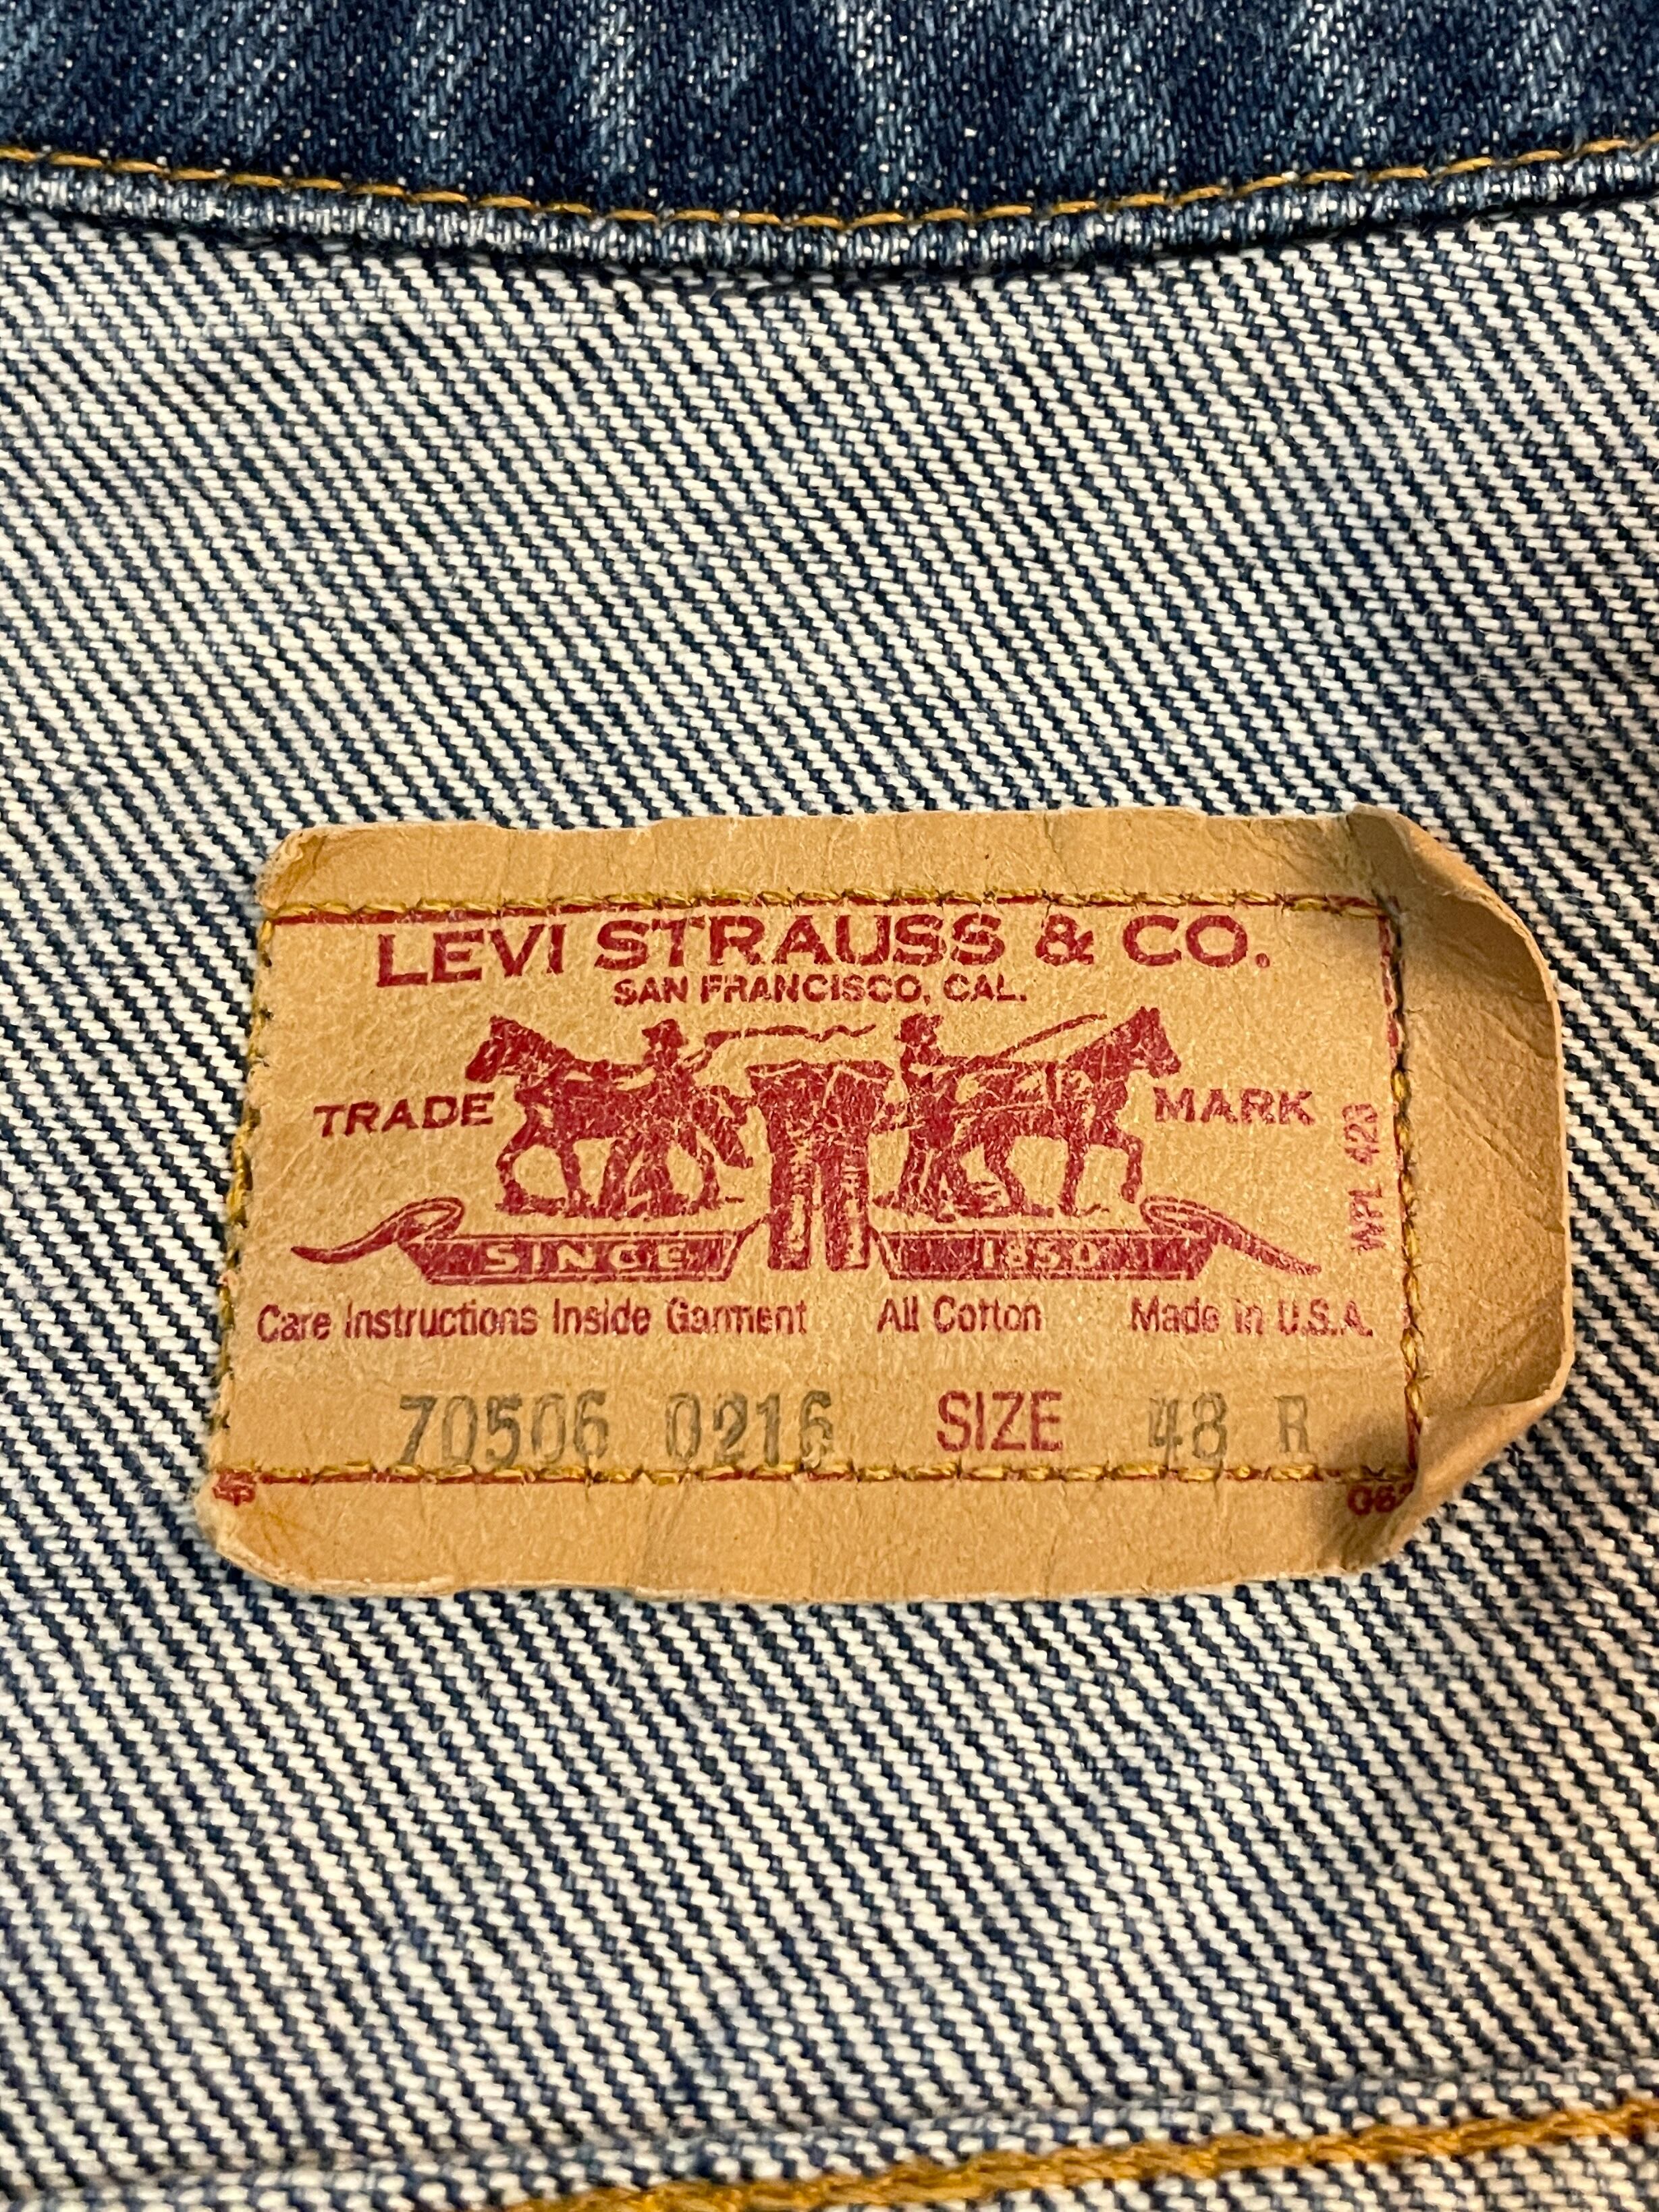 LEVI STRAUSS & CO.
SAN FRANCISCO, CAL.
TRADE MARK
WPL 423
SINCE 1850
Care Instructions Inside Garment All Cotton Made in U.S.A.
70506 0216 SIZE 48 R